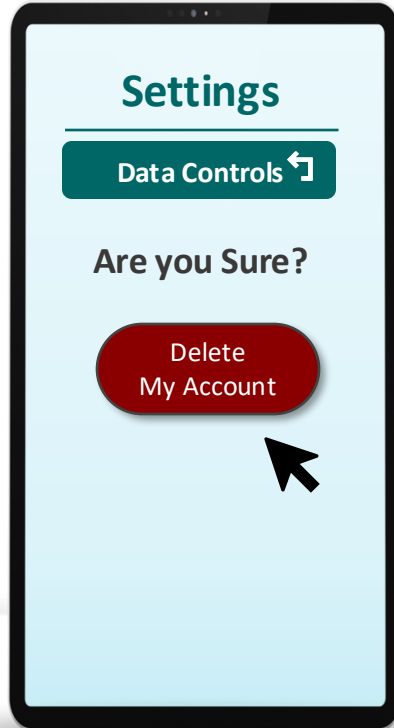 Settings
Data Controls
Are you Sure?
Delete
My Account